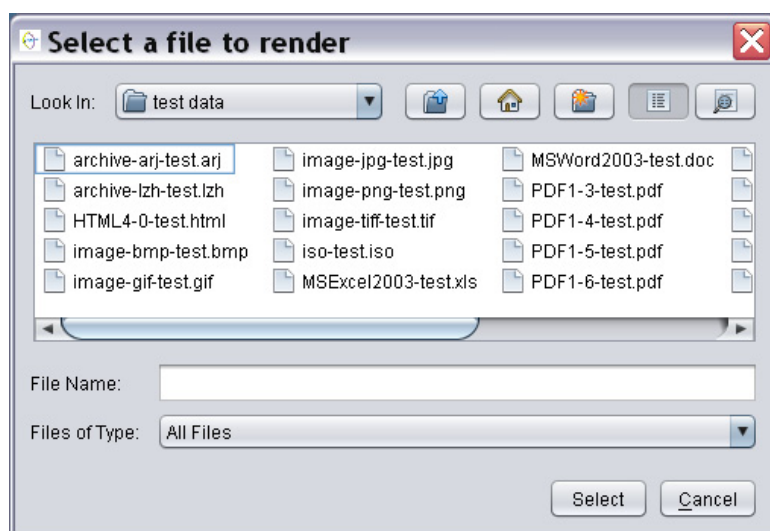 Select a file to render
Look In: test data
archive-arj-test.arj
archive-lzh-test.lzh
HTML4-0-test.html
image-bmp-test.bmp
image-gif-test.gif
image-jpg-test.jpg
image-png-test.png
image-tiff-test.tif
iso-test.iso
MSExcel2003-test.xls
MSWord2003-test.doc
PDF1-3-test.pdf
PDF1-4-test.pdf
PDF1-5-test.pdf
PDF1-6-test.pdf
File Name:
Files of Type: All Files
Select Cancel